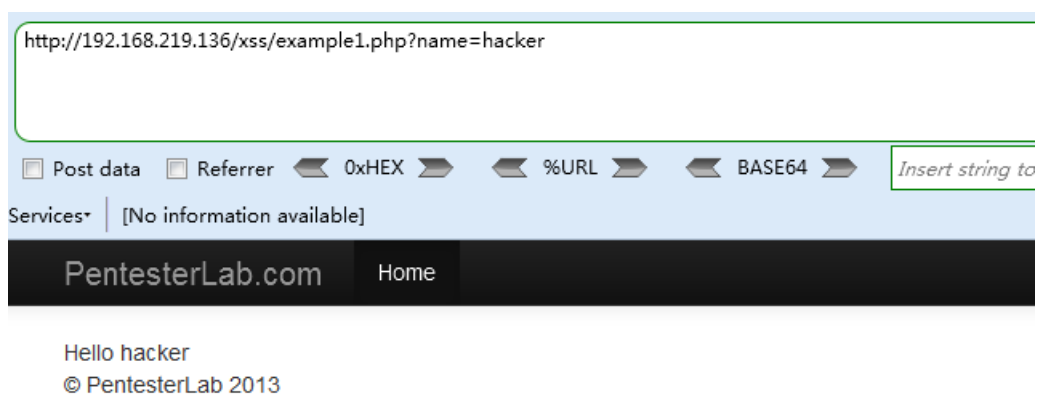 http://192.168.219.136/xss/example1.php?name=hacker
Post data Referrer 0xHEX %URL BASE64 Insert string to
Services [No information available]
PentesterLab.com Home
Hello hacker
© PentesterLab 2013